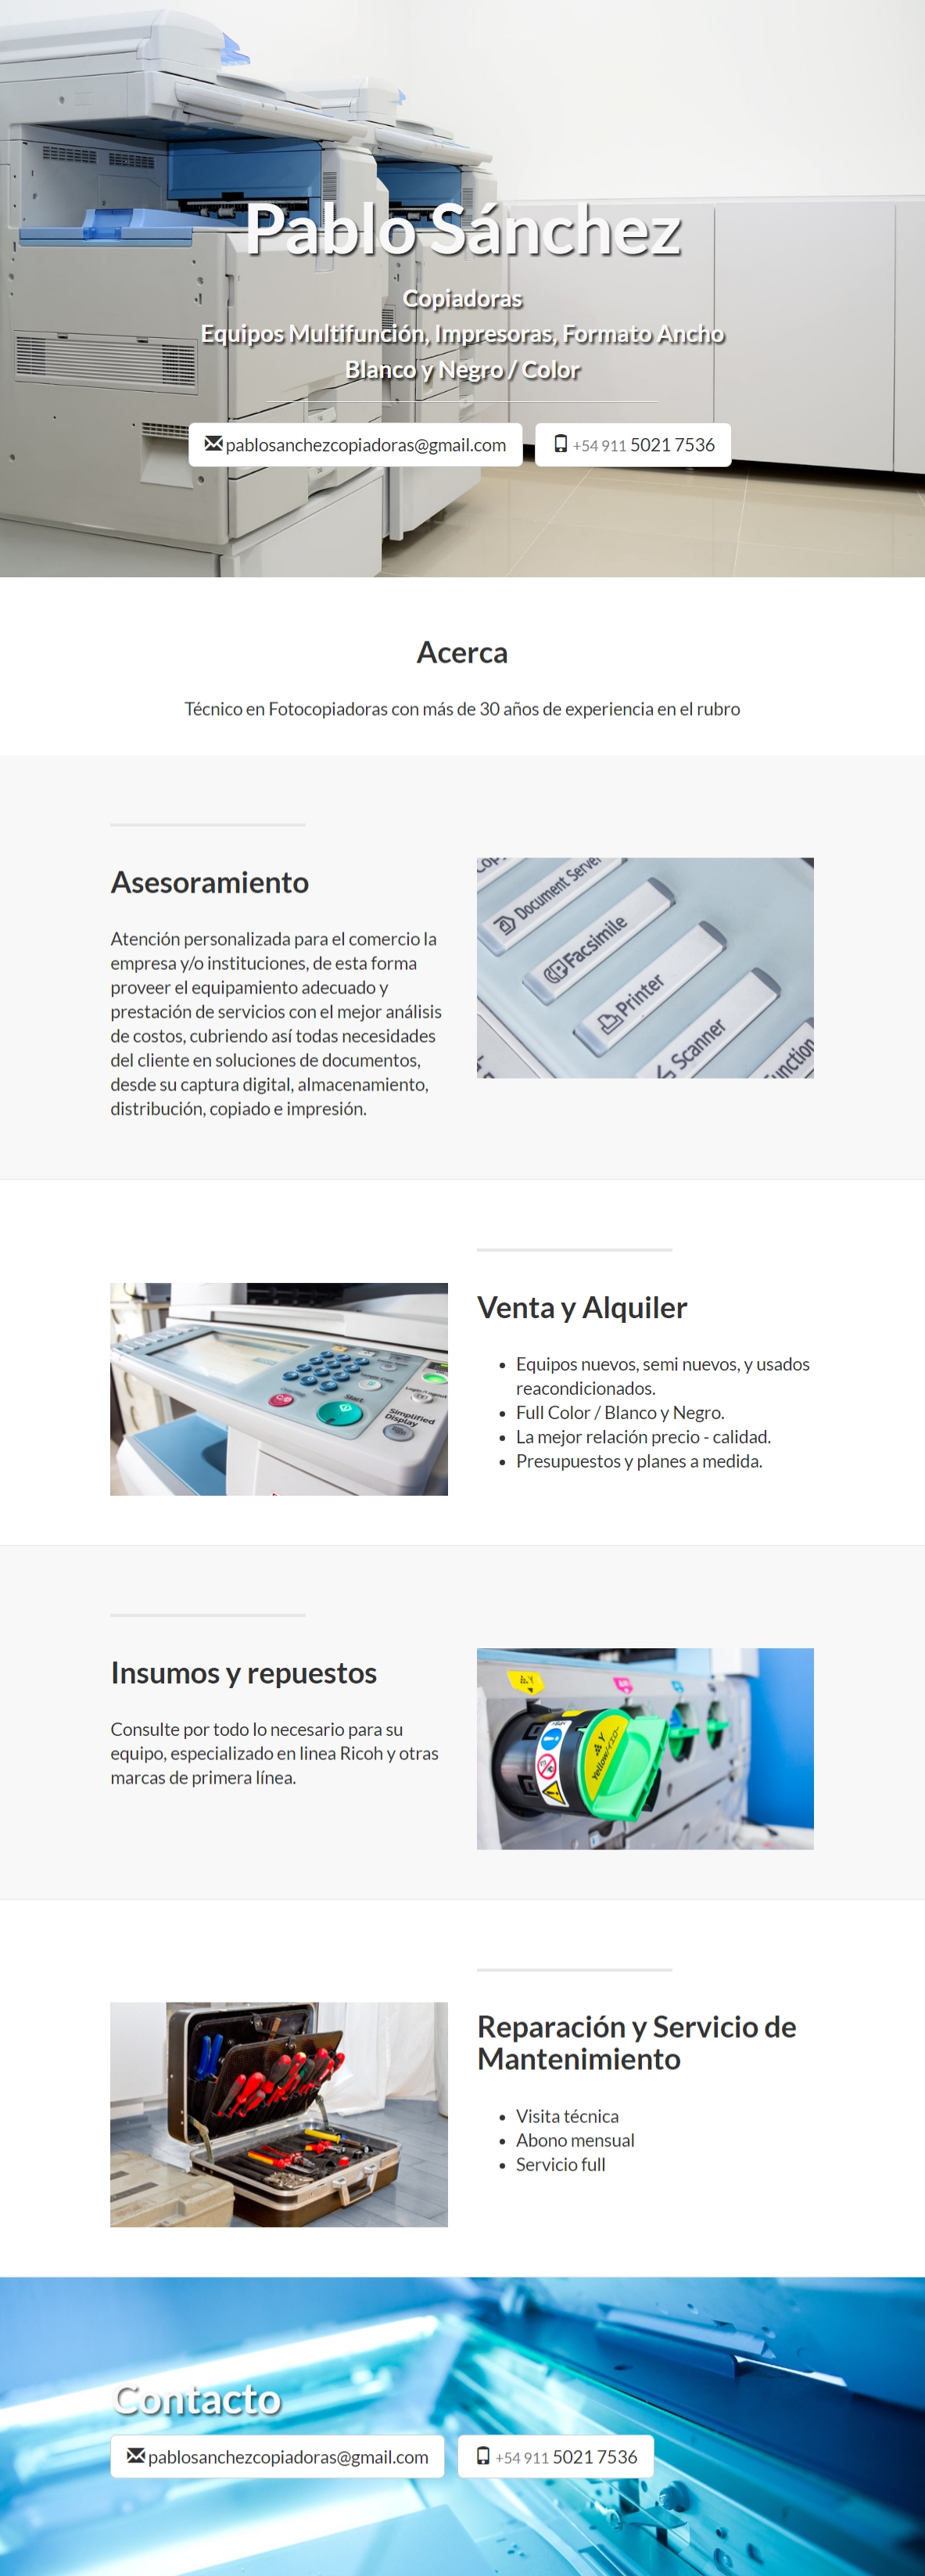 Pablo Sánchez
Copiadoras
Equipos Multifunción, Impresoras, Formato Ancho
Blanco y Negro / Color
pablosanchezcopiadoras@gmail.com
+54 911 5021 7536
Acerca
Técnico en Fotocopiadoras con más de 30 años de experiencia en el rubro
Asesoramiento
Atención personalizada para el comercio la
empresa y/o instituciones, de esta forma
proveer el equipamiento adecuado y
prestación de servicios con el mejor análisis
de costos, cubriendo así todas necesidades
del cliente en soluciones de documentos,
desde su captura digital, almacenamiento,
distribución, copiado e impresión.
Document Server
Facsimile
Printer
Scanner
Venta y Alquiler
• Equipos nuevos, semi nuevos, y usados
reacondicionados.
• Full Color / Blanco y Negro.
• La mejor relación precio - calidad.
• Presupuestos y planes a medida.
Start
Simplified
Display
Insumos y repuestos
Consulte por todo lo necesario para su
equipo, especializado en linea Ricoh y otras
marcas de primera línea.
Y
Yellow
Reparación y Servicio de
Mantenimiento
• Visita técnica
• Abono mensual
• Servicio full
Contacto
pablosanchezcopiadoras@gmail.com
+54 911 5021 7536